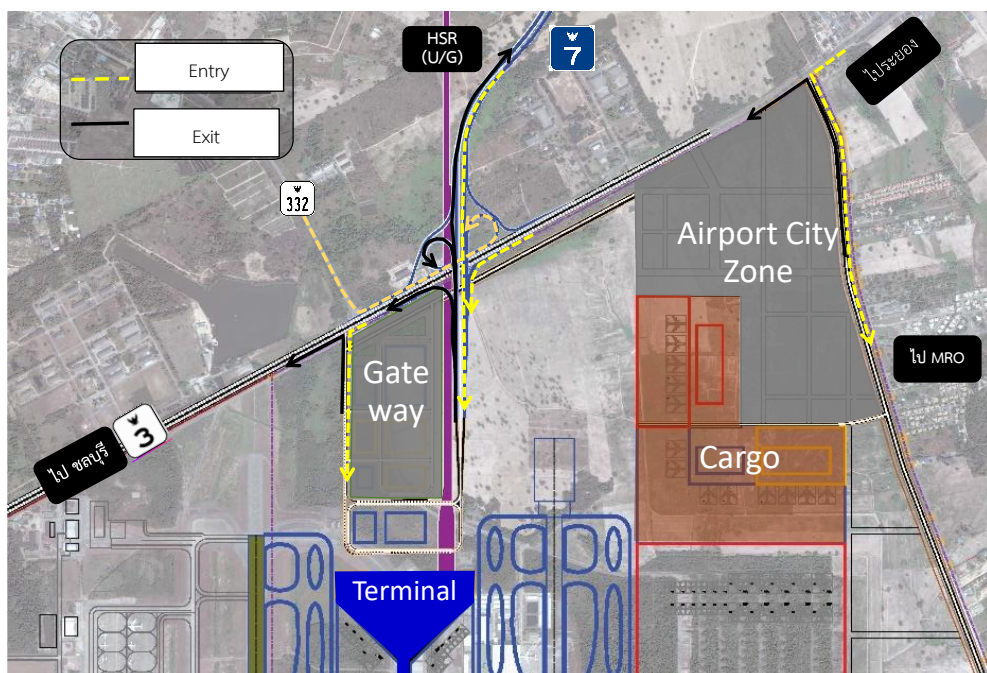 HSR
(U/G)
7
ไประยอง
Entry
Exit
332
Airport City
Zone
ไป MRO
Gate
way
3
ไป ชลบุรี
Cargo
Terminal